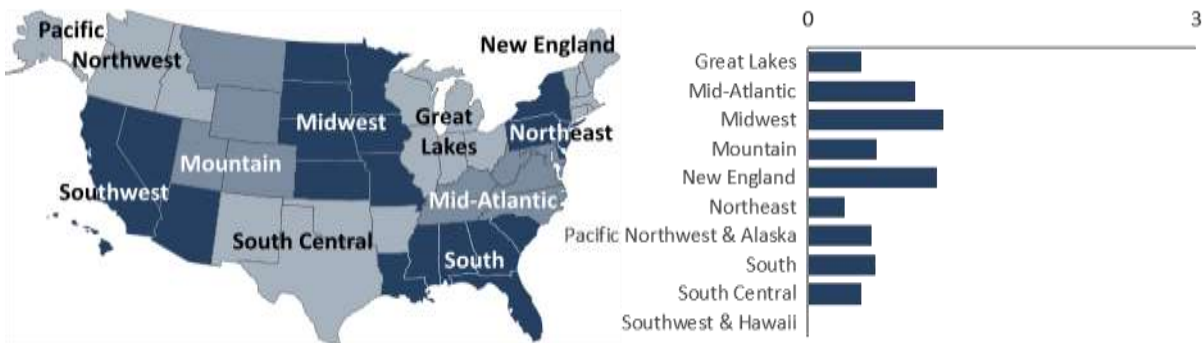 Pacific
Northwest
New England
Midwest
Great
Lakes
Northeast
Mountain
Southwest
Mid-Atlantic
South Central
South
0 3
Great Lakes
Mid-Atlantic
Midwest
Mountain
New England
Northeast
Pacific Northwest & Alaska
South
South Central
Southwest & Hawaii